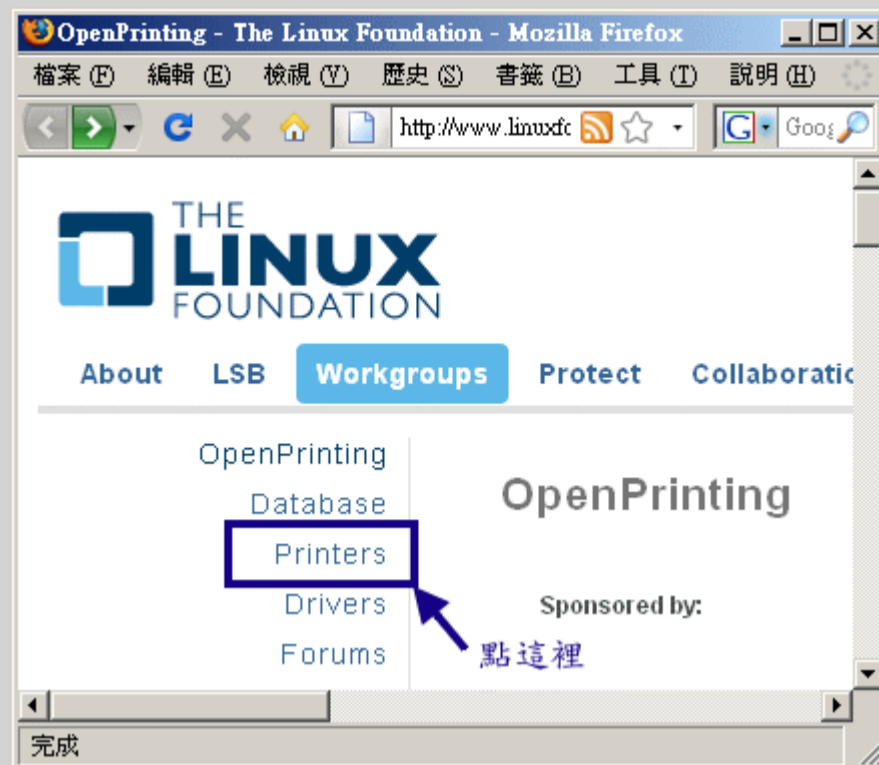 OpenPrinting - The Linux Foundation - Mozilla Firefox
檔案(F) 編輯(E) 檢視(V) 歷史(S) 書籤(B) 工具(T) 說明(H)
http://www.linuxfc G Goog
THE
LINUX
FOUNDATION
About LSB Workgroups Protect Collaboratic
OpenPrinting
Database
Printers
Drivers
Forums
OpenPrinting
Sponsored by:
點這裡
完成